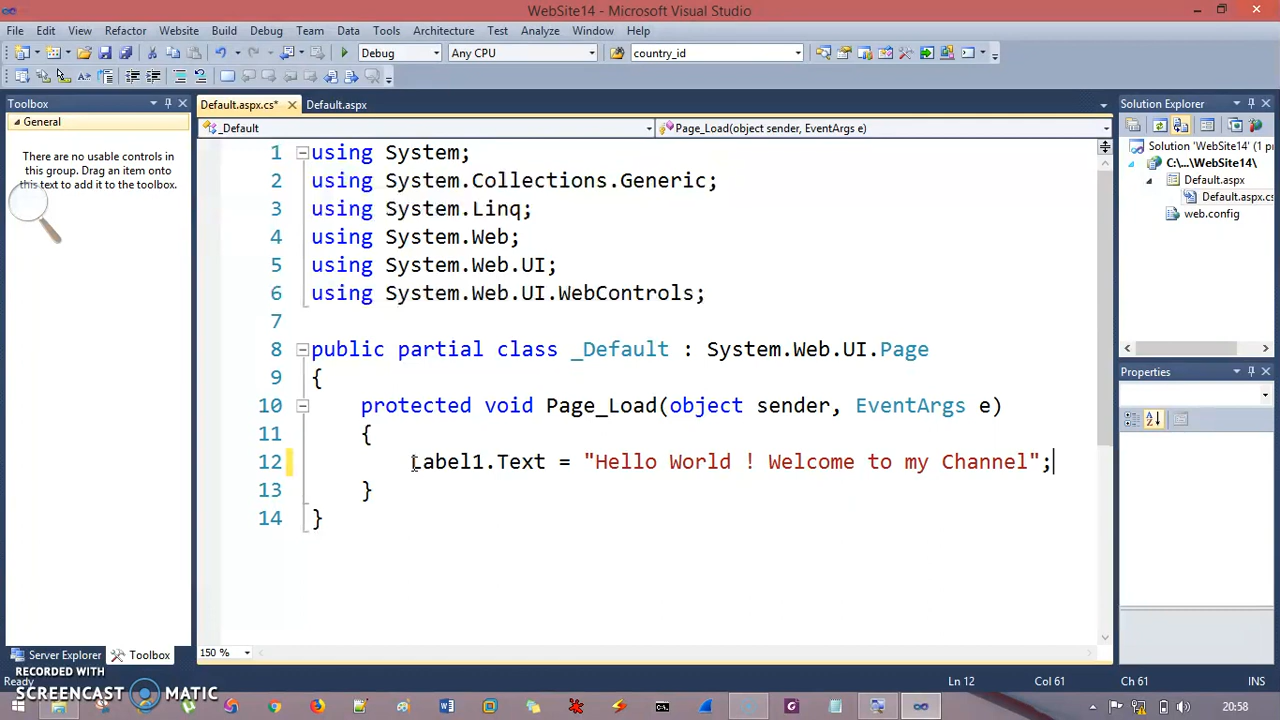 WebSite14 - Microsoft Visual Studio
File Edit View Refactor Website Build Debug Team Data Tools Architecture Test Analyze Window Help
Debug Any CPU country_id
Toolbox
General
There are no usable controls in
this group. Drag an item onto
this text to add it to the toolbox.
Default.aspx.cs* Default.aspx
_Default Page_Load(object sender, EventArgs e)
1 using System;
2 using System.Collections.Generic;
3 using System.Linq;
4 using System.Web;
5 using System.Web.UI;
6 using System.Web.UI.WebControls;
7
8 public partial class _Default : System.Web.UI.Page
9 {
10 protected void Page_Load(object sender, EventArgs e)
11 {
12 Label1.Text = "Hello World ! Welcome to my Channel";
13 }
14 }
150 %
Solution Explorer
Solution 'WebSite14' (1 p
C:\...\WebSite14\
Default.aspx
Default.aspx.cs
web.config
Properties
Server Explorer Toolbox
Ready Ln 12 Col 61 Ch 61 INS
RECORDED WITH
SCREENCAST MATIC
20:58